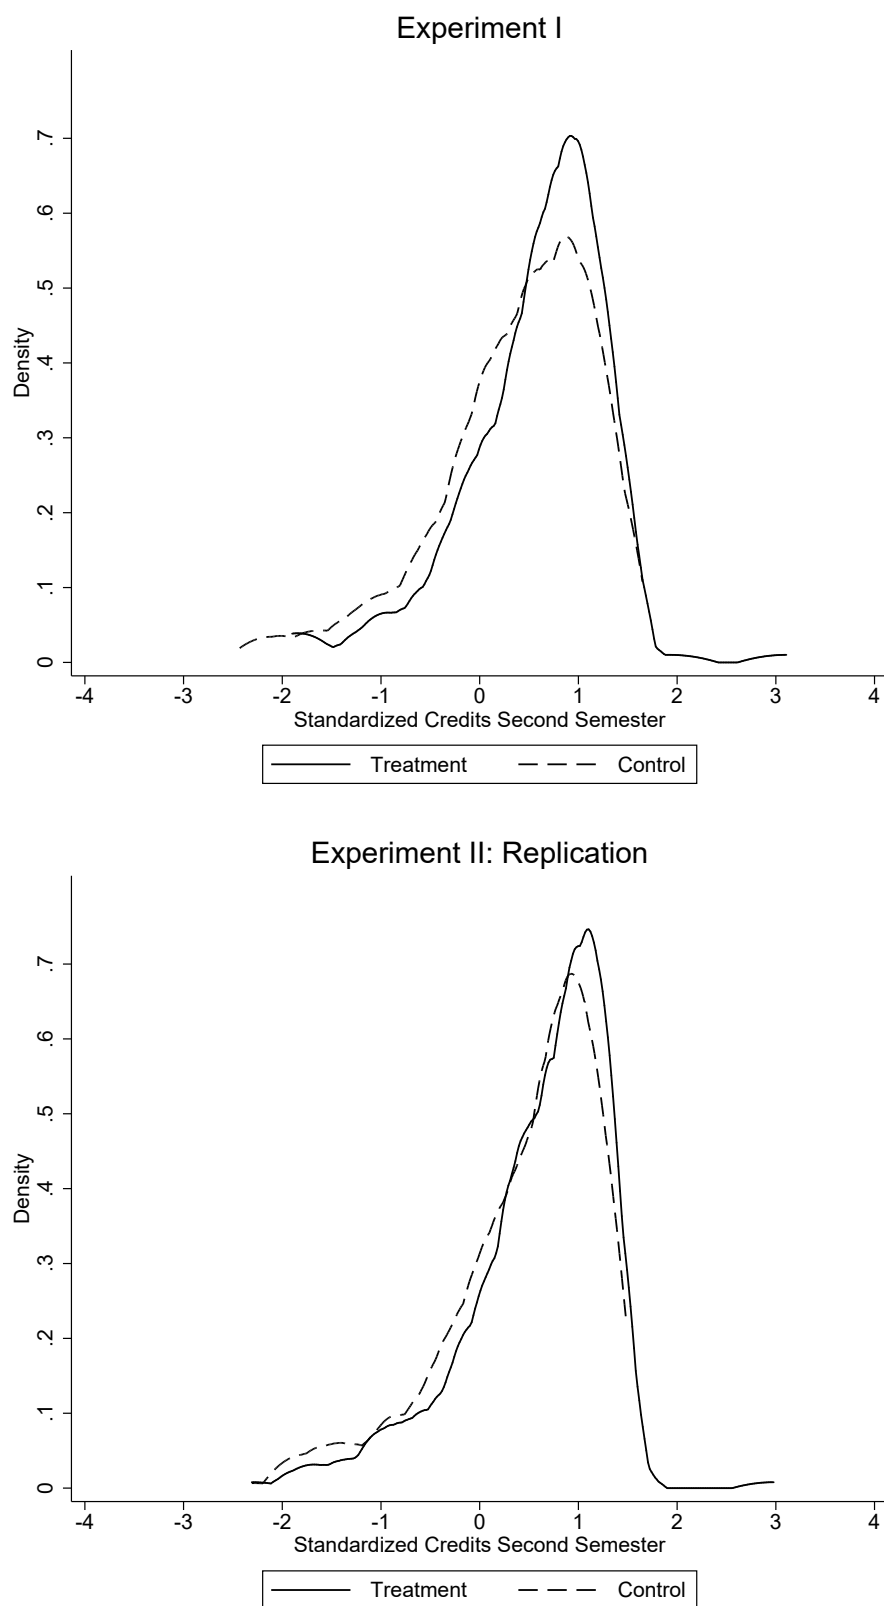 Experiment I
.7
.6
.5
.4
.3
.2
.1
0
Density
-4 -3 -2 -1 0 1 2 3 4
Standardized Credits Second Semester
Treatment Control
Experiment II: Replication
.7
.6
.5
.4
.3
.2
.1
0
Density
-4 -3 -2 -1 0 1 2 3 4
Standardized Credits Second Semester
Treatment Control